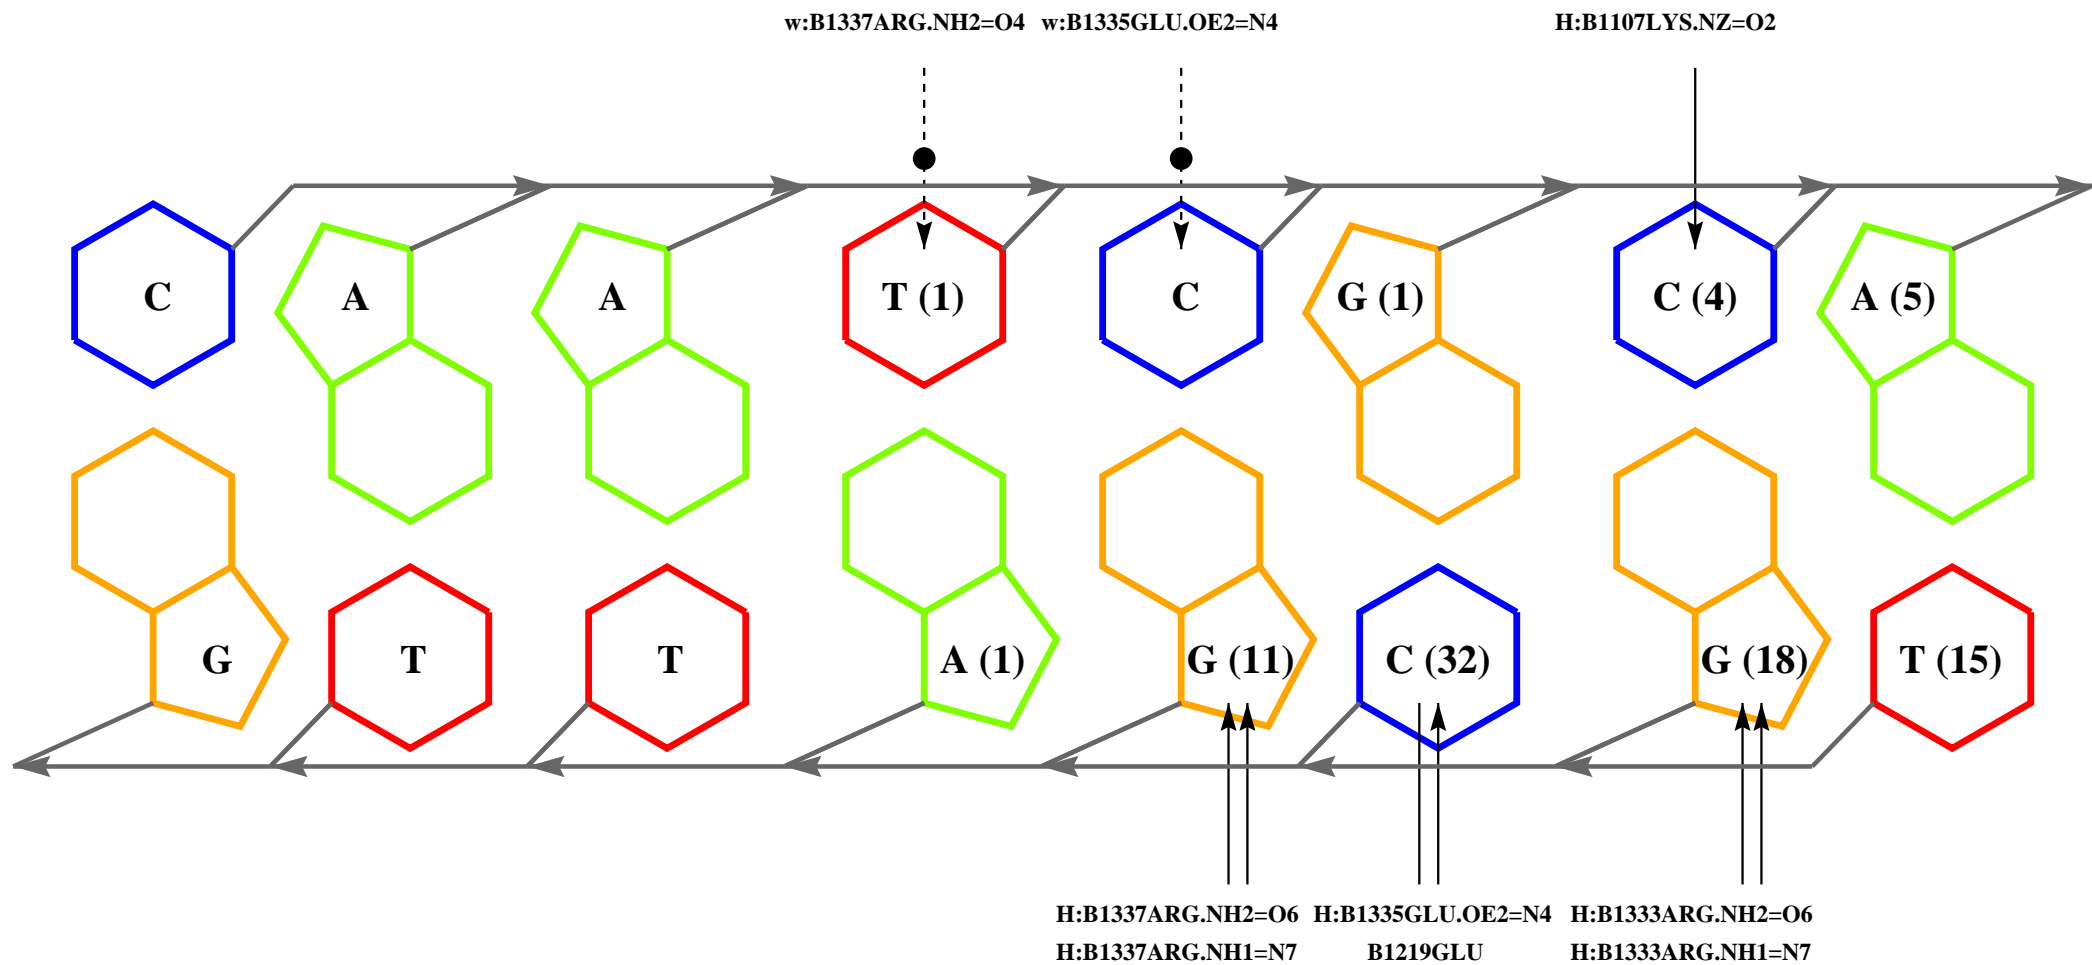 w:B1337ARG.NH2=O4 w:B1335GLU.OE2=N4 H:B1107LYS.NZ=O2
C A A T (1) C G (1) C (4) A (5)
G T T A (1) G (11) C (32) G (18) T (15)
H:B1337ARG.NH2=O6 H:B1335GLU.OE2=N4 H:B1333ARG.NH2=O6
H:B1337ARG.NH1=N7 B1219GLU H:B1333ARG.NH1=N7